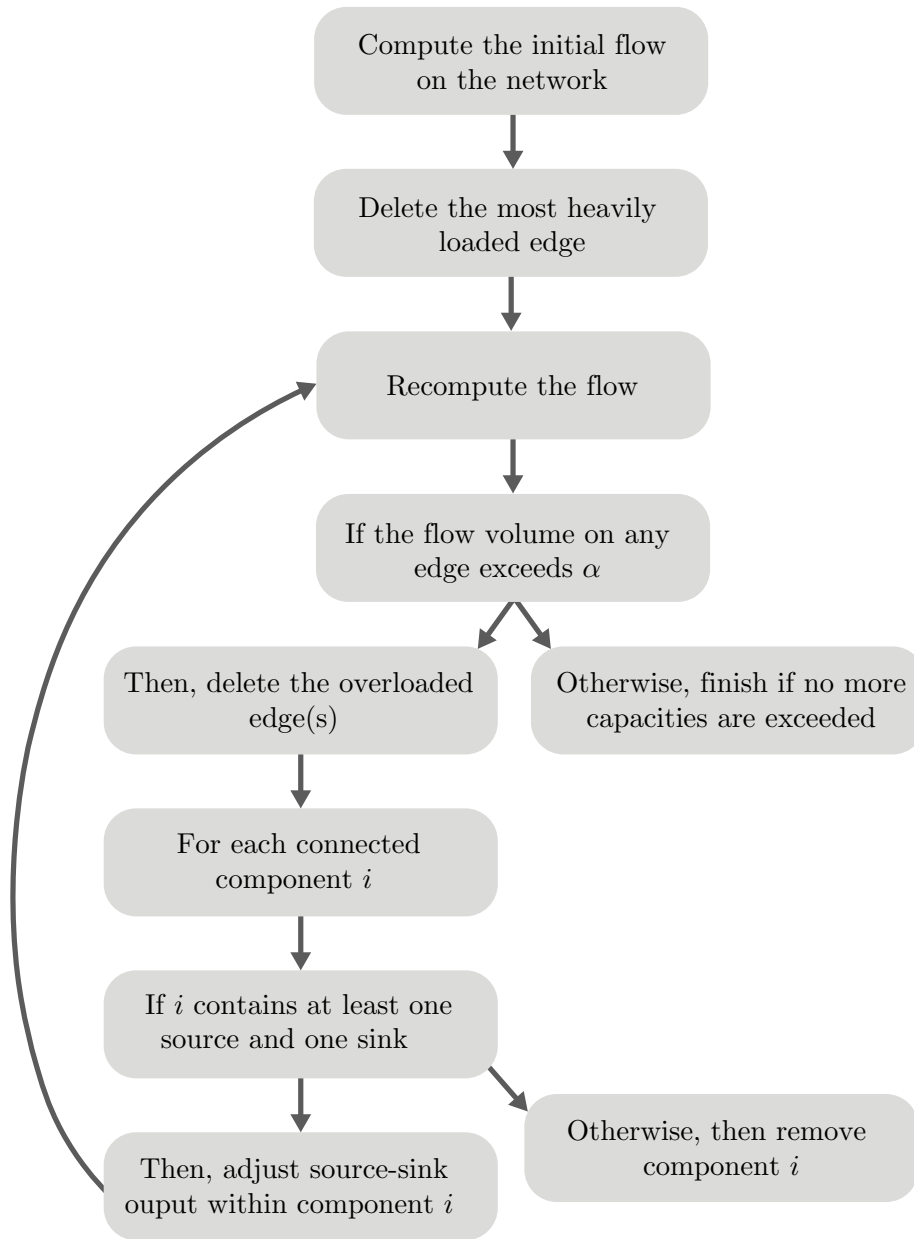 Compute the initial flow
on the network
Delete the most heavily
loaded edge
Recompute the flow
If the flow volume on any
edge exceeds α
Then, delete the overloaded
edge(s)
Otherwise, finish if no more
capacities are exceeded
For each connected
component i
If i contains at least one
source and one sink
Otherwise, then remove
component i
Then, adjust source-sink
ouput within component i